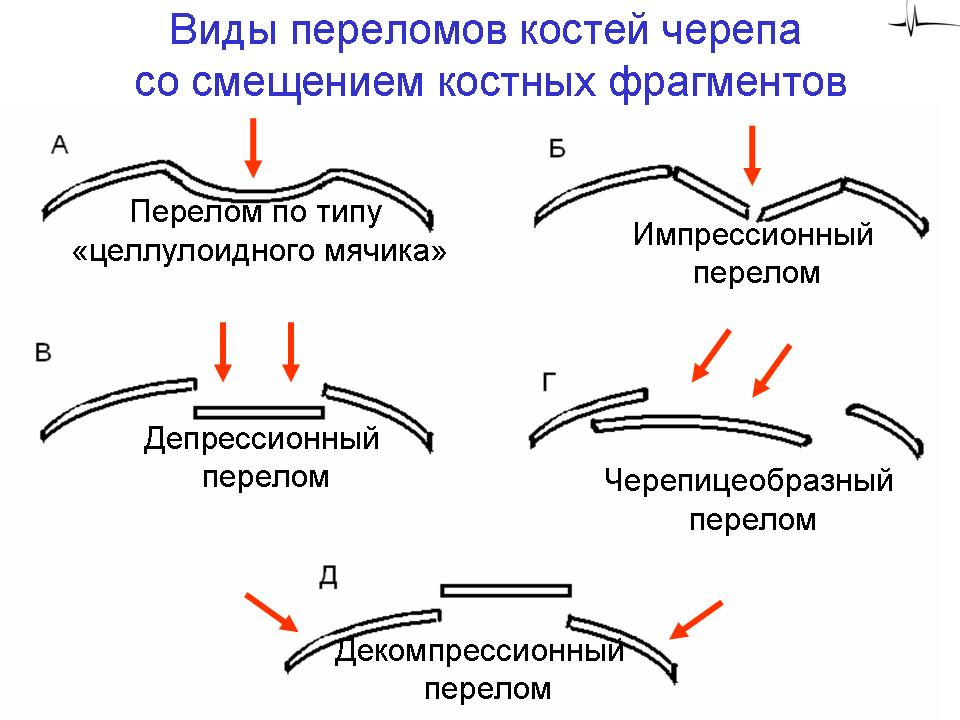 Виды переломов костей черепа
со смещением костных фрагментов
А
Перелом по типу
«целлулоидного мячика»
Б
Импрессионный
перелом
В
Депрессионный
перелом
Г
Черепицеобразный
перелом
Д
Декомпрессионный
перелом